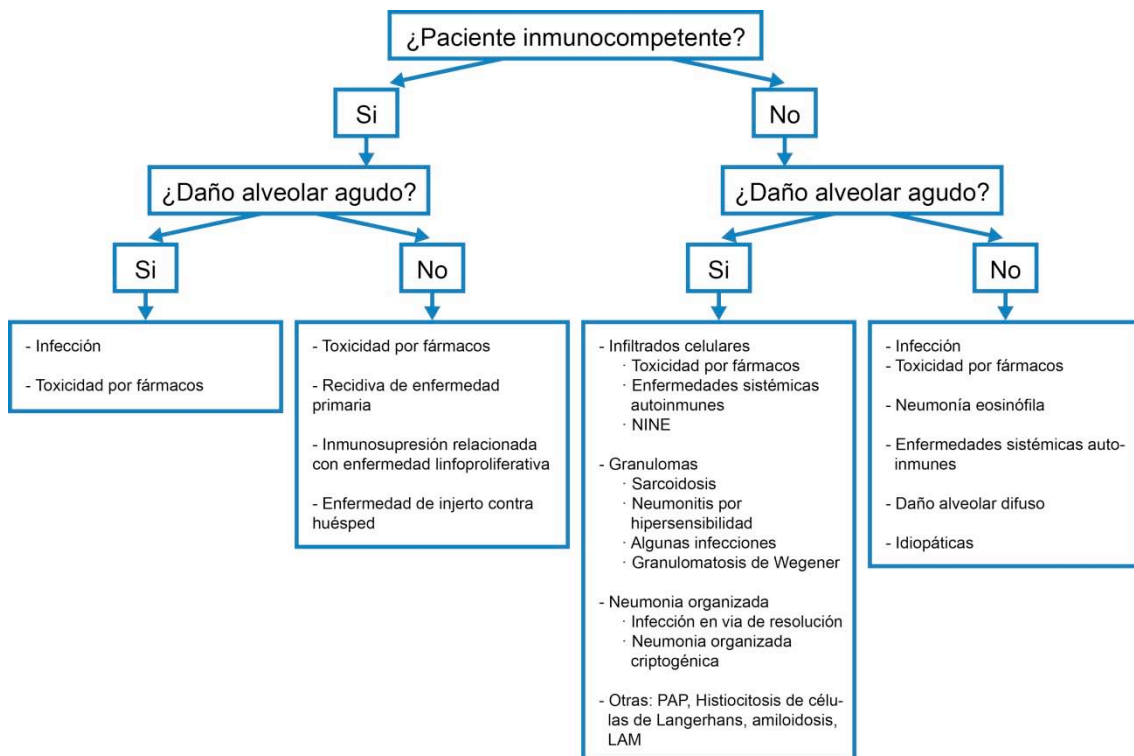 ¿Paciente inmunocompetente?
Si
No
¿Daño alveolar agudo?
¿Daño alveolar agudo?
Si
No
Si
No
- Infección
- Toxicidad por fármacos
- Toxicidad por fármacos
- Recidiva de enfermedad
primaria
- Inmunosupresión relacionada
con enfermedad linfoproliferativa
- Enfermedad de injerto contra
huésped
- Infiltrados celulares
· Toxicidad por fármacos
· Enfermedades sistémicas
autoinmunes
· NINE
- Granulomas
· Sarcoidosis
· Neumonitis por
hipersensibilidad
· Algunas infecciones
· Granulomatosis de Wegener
- Neumonia organizada
· Infección en via de resolución
· Neumonia organizada
criptogénica
- Otras: PAP, Histiocitosis de célu-
las de Langerhans, amiloidosis,
LAM
- Infección
- Toxicidad por fármacos
- Neumonía eosinófila
- Enfermedades sistémicas auto-
inmunes
- Daño alveolar difuso
- Idiopáticas